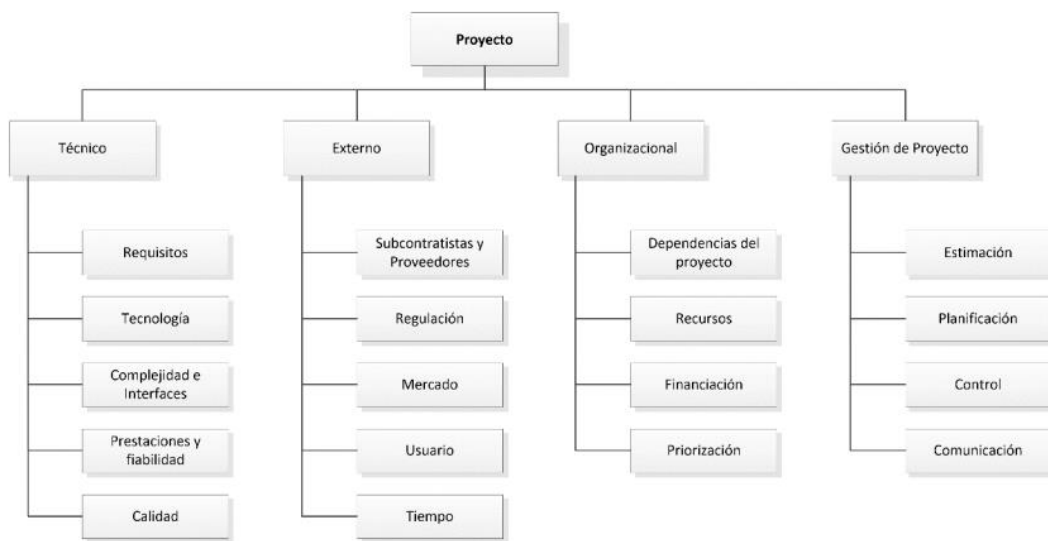 Proyecto
Técnico
Externo
Organizacional
Gestión de Proyecto
Requisitos
Subcontratistas y
Proveedores
Dependencias del
proyecto
Estimación
Tecnología
Regulación
Recursos
Planificación
Complejidad e
Interfaces
Mercado
Financiación
Control
Prestaciones y
fiabilidad
Usuario
Priorización
Comunicación
Calidad
Tiempo